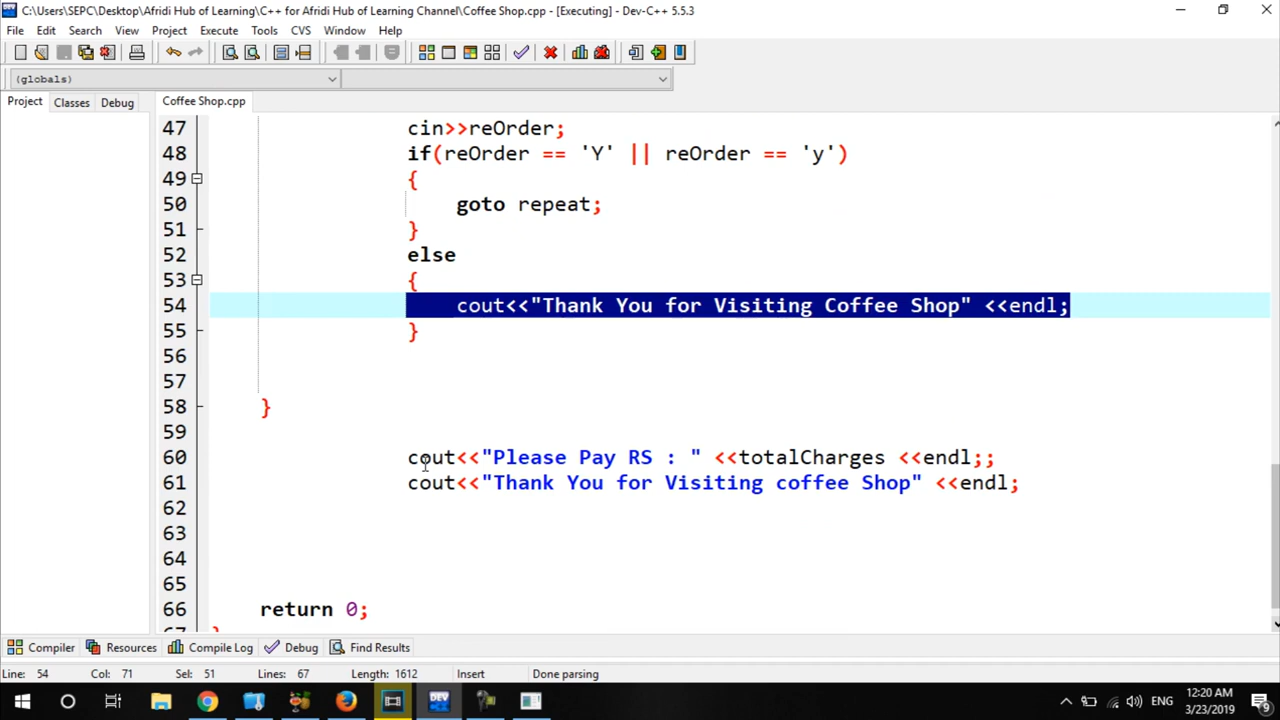 C:\Users\SEPC\Desktop\Afridi Hub of Learning\C++ for Afridi Hub of Learning Channel\Coffee Shop.cpp - [Executing] - Dev-C++ 5.5.3
File Edit Search View Project Execute Tools CVS Window Help
(globals)
Project Classes Debug Coffee Shop.cpp
47 cin>>reOrder;
48 if(reOrder == 'Y' || reOrder == 'y')
49 {
50 goto repeat;
51 }
52 else
53 {
54 cout<<"Thank You for Visiting Coffee Shop" <<endl;
55 }
56
57
58 }
59
60 cout<<"Please Pay RS : " <<totalCharges <<endl;;
61 cout<<"Thank You for Visiting coffee Shop" <<endl;
62
63
64
65
66 return 0;
67 }
Compiler Resources Compile Log Debug Find Results
Line: 54 Col: 71 Sel: 51 Lines: 67 Length: 1612 Insert Done parsing
DEV ENG 12:20 AM
3/23/2019 9